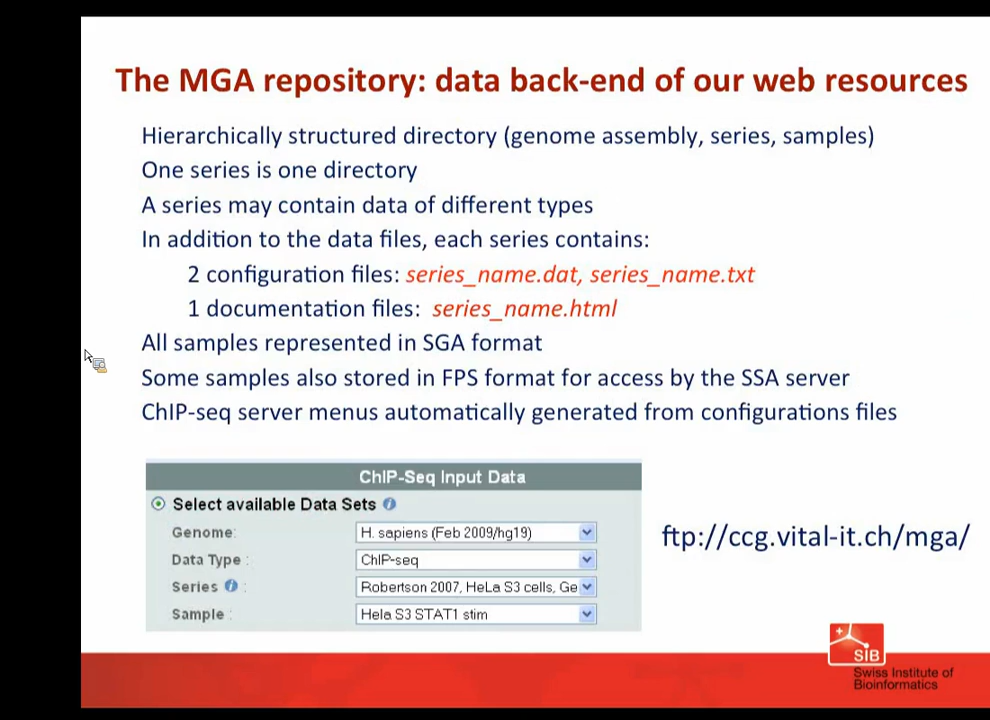 The MGA repository: data back-end of our web resources
Hierarchically structured directory (genome assembly, series, samples)
One series is one directory
A series may contain data of different types
In addition to the data files, each series contains:
2 configuration files: series_name.dat, series_name.txt
1 documentation files: series_name.html
All samples represented in SGA format
Some samples also stored in FPS format for access by the SSA server
ChIP-seq server menus automatically generated from configurations files
ChIP-Seq Input Data
Select available Data Sets
Genome: H. sapiens (Feb 2009/hg19)
Data Type : ChIP-seq
Series : Robertson 2007, HeLa S3 cells, Ge
Sample : Hela S3 STAT1 stim
ftp://ccg.vital-it.ch/mga/
SIB
Swiss Institute of
Bioinformatics